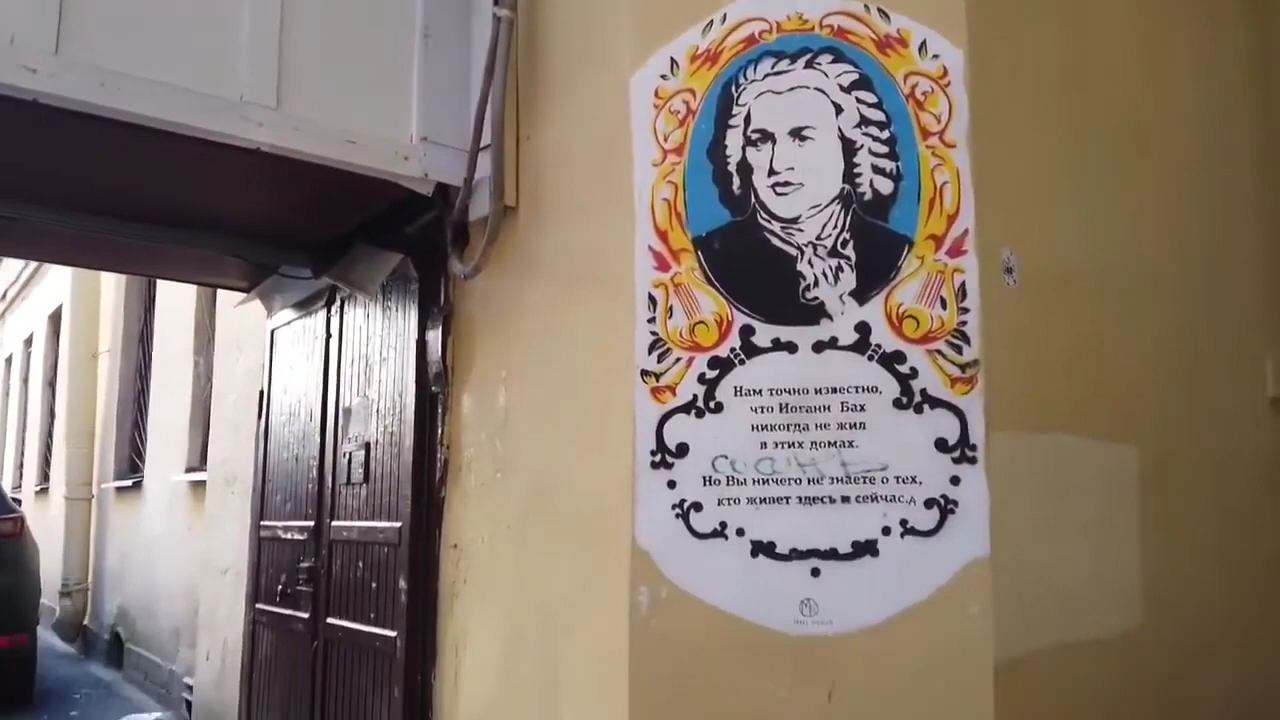 Нам точно известно,
что Иоганн Бах
никогда не жил
в этих домах.
Но Вы ничего не знаете о тех,
кто живет здесь и сейчас.